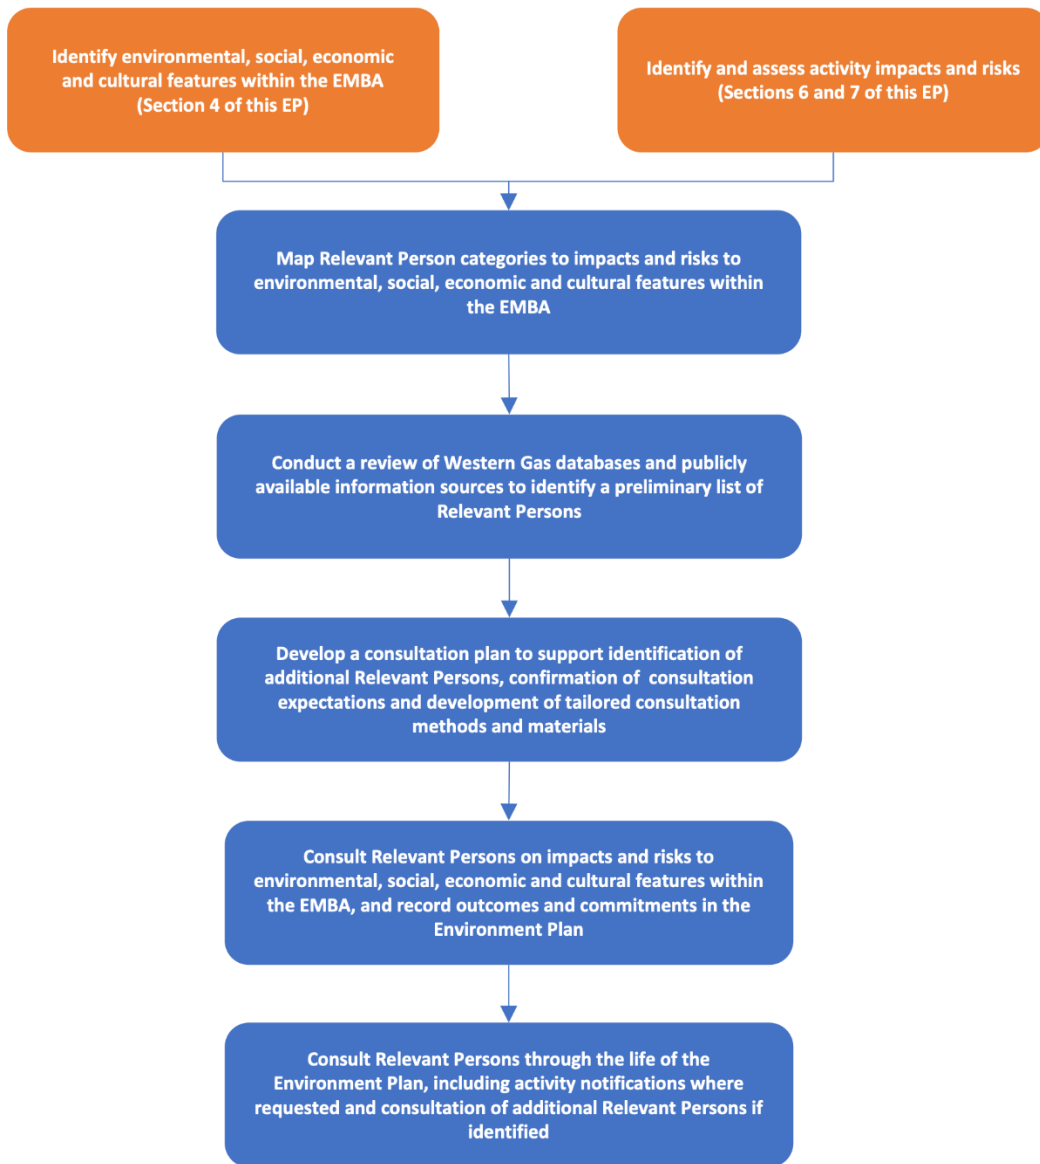 Identify environmental, social, economic
and cultural features within the EMBA
(Section 4 of this EP)
Identify and assess activity impacts and risks
(Sections 6 and 7 of this EP)
Map Relevant Person categories to impacts and risks to
environmental, social, economic and cultural features within
the EMBA
Conduct a review of Western Gas databases and publicly
available information sources to identify a preliminary list of
Relevant Persons
Develop a consultation plan to support identification of
additional Relevant Persons, confirmation of consultation
expectations and development of tailored consultation
methods and materials
Consult Relevant Persons on impacts and risks to
environmental, social, economic and cultural features within
the EMBA, and record outcomes and commitments in the
Environment Plan
Consult Relevant Persons through the life of the
Environment Plan, including activity notifications where
requested and consultation of additional Relevant Persons if
identified